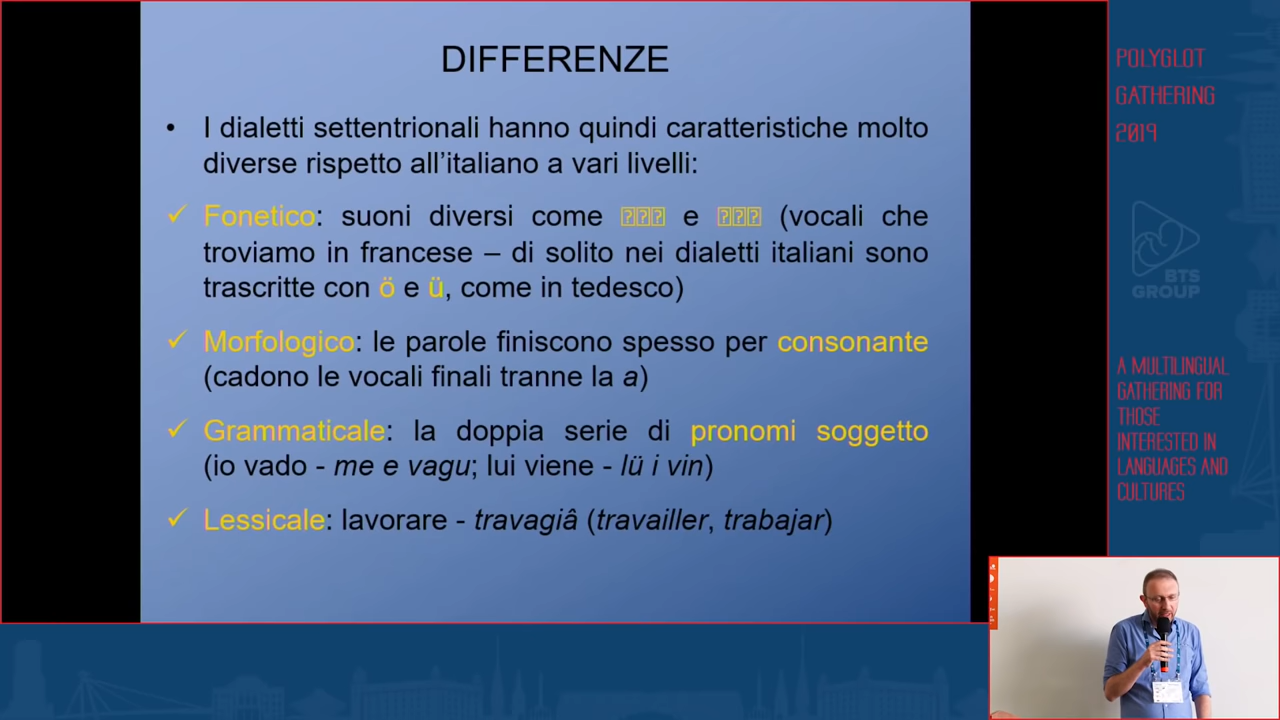 DIFFERENZE
• I dialetti settentrionali hanno quindi caratteristiche molto
diverse rispetto all’italiano a vari livelli:
✓ Fonetico: suoni diversi come e (vocali che
troviamo in francese – di solito nei dialetti italiani sono
trascritte con ö e ü, come in tedesco)
✓ Morfologico: le parole finiscono spesso per consonante
(cadono le vocali finali tranne la a)
✓ Grammaticale: la doppia serie di pronomi soggetto
(io vado - me e vagu; lui viene - lü i vin)
✓ Lessicale: lavorare - travagiâ (travailler, trabajar)
POLYGLOT
GATHERING
2019
BTS
GROUP
A MULTILINGUAL
GATHERING FOR
THOSE
INTERESTED IN
LANGUAGES AND
CULTURES